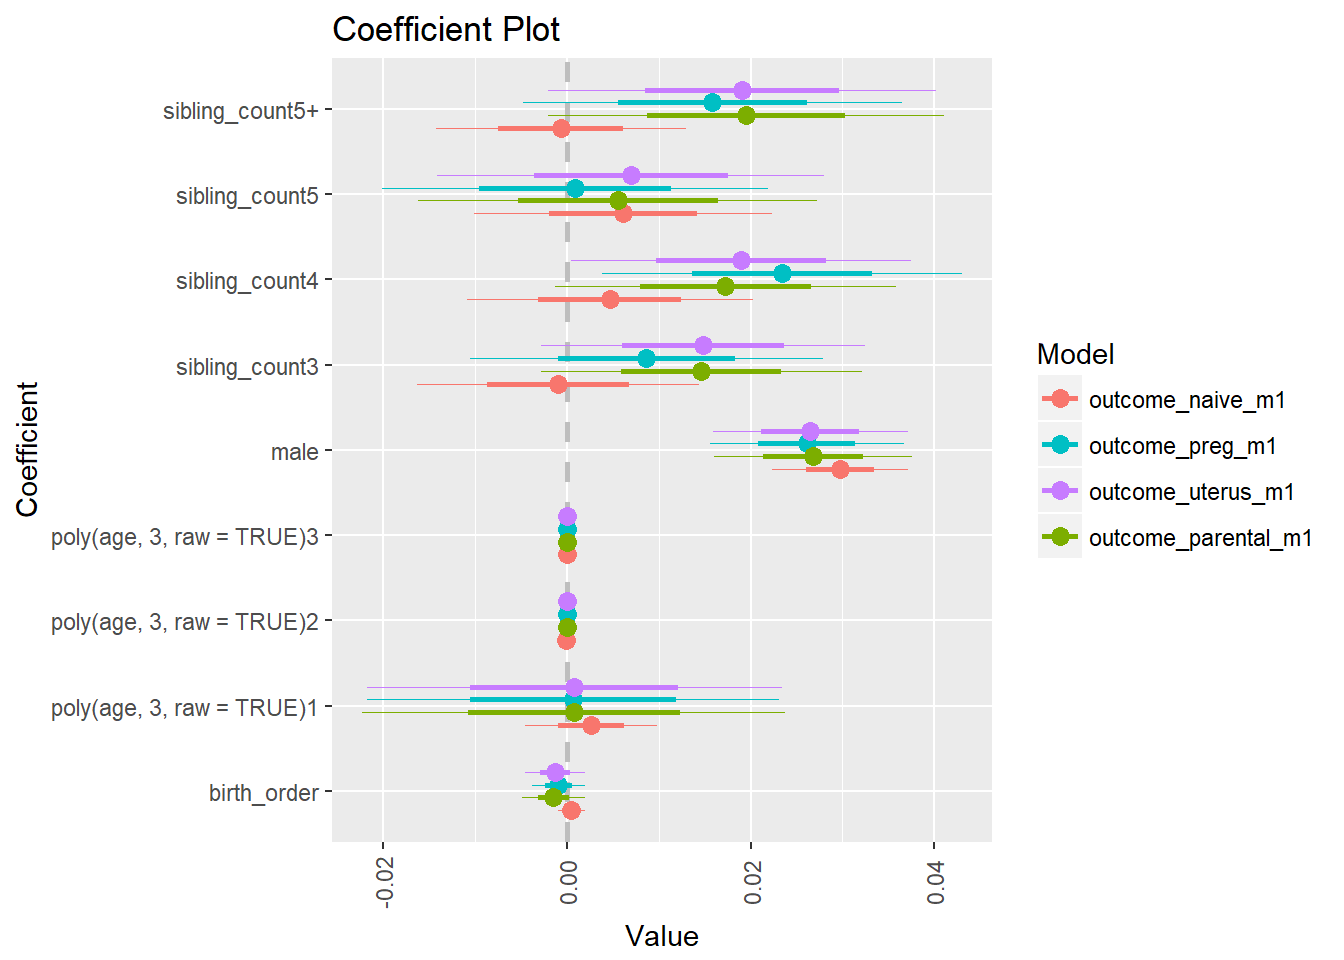 Coefficient Plot
Coefficient
sibling_count5+
sibling_count5
sibling_count4
sibling_count3
male
poly(age, 3, raw = TRUE)3
poly(age, 3, raw = TRUE)2
poly(age, 3, raw = TRUE)1
birth_order
-0.02
0.00
0.02
0.04
Value
Model
outcome_naive_m1
outcome_preg_m1
outcome_uterus_m1
outcome_parental_m1